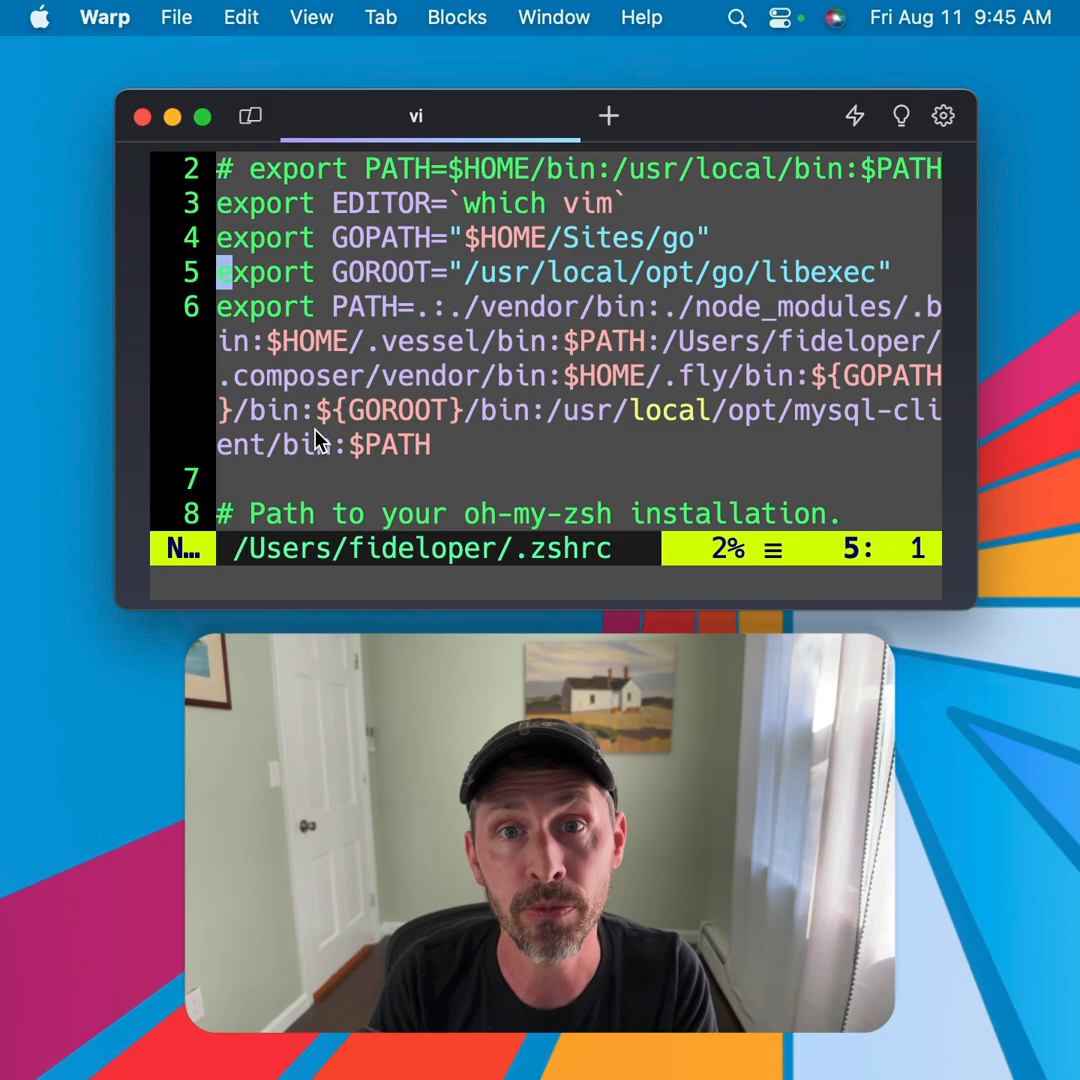 Warp File Edit View Tab Blocks Window Help Fri Aug 11 9:45 AM
vi
2 # export PATH=$HOME/bin:/usr/local/bin:$PATH
3 export EDITOR=`which vim`
4 export GOPATH="$HOME/Sites/go"
5 export GOROOT="/usr/local/opt/go/libexec"
6 export PATH=.:./vendor/bin:./node_modules/.b
in:$HOME/.vessel/bin:$PATH:/Users/fideloper/
.composer/vendor/bin:$HOME/.fly/bin:${GOPATH
}/bin:${GOROOT}/bin:/usr/local/opt/mysql-cli
ent/bin:$PATH
7
8 # Path to your oh-my-zsh installation.
N… /Users/fideloper/.zshrc 2% ≡ 5: 1